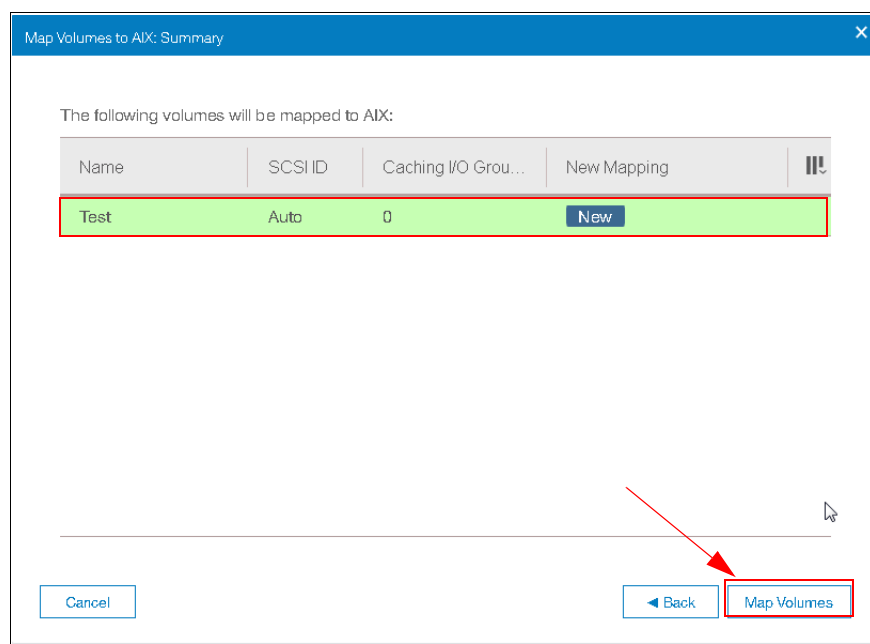 Map Volumes to AIX: Summary
The following volumes will be mapped to AIX:
Name SCSI ID Caching I/O Grou... New Mapping
Test Auto 0 New
Cancel Back Map Volumes